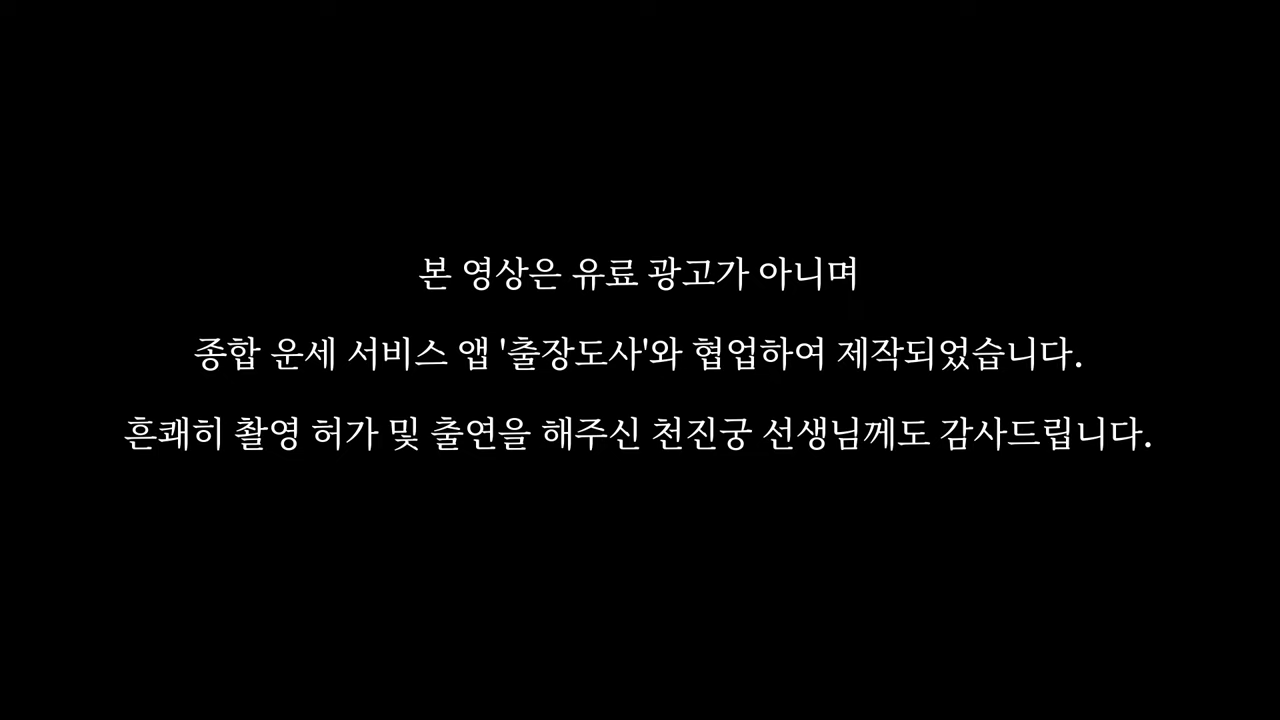 본 영상은 유료 광고가 아니며
종합 운세 서비스 앱 '출장도사'와 협업하여 제작되었습니다.
흔쾌히 촬영 허가 및 출연을 해주신 천진궁 선생님께도 감사드립니다.